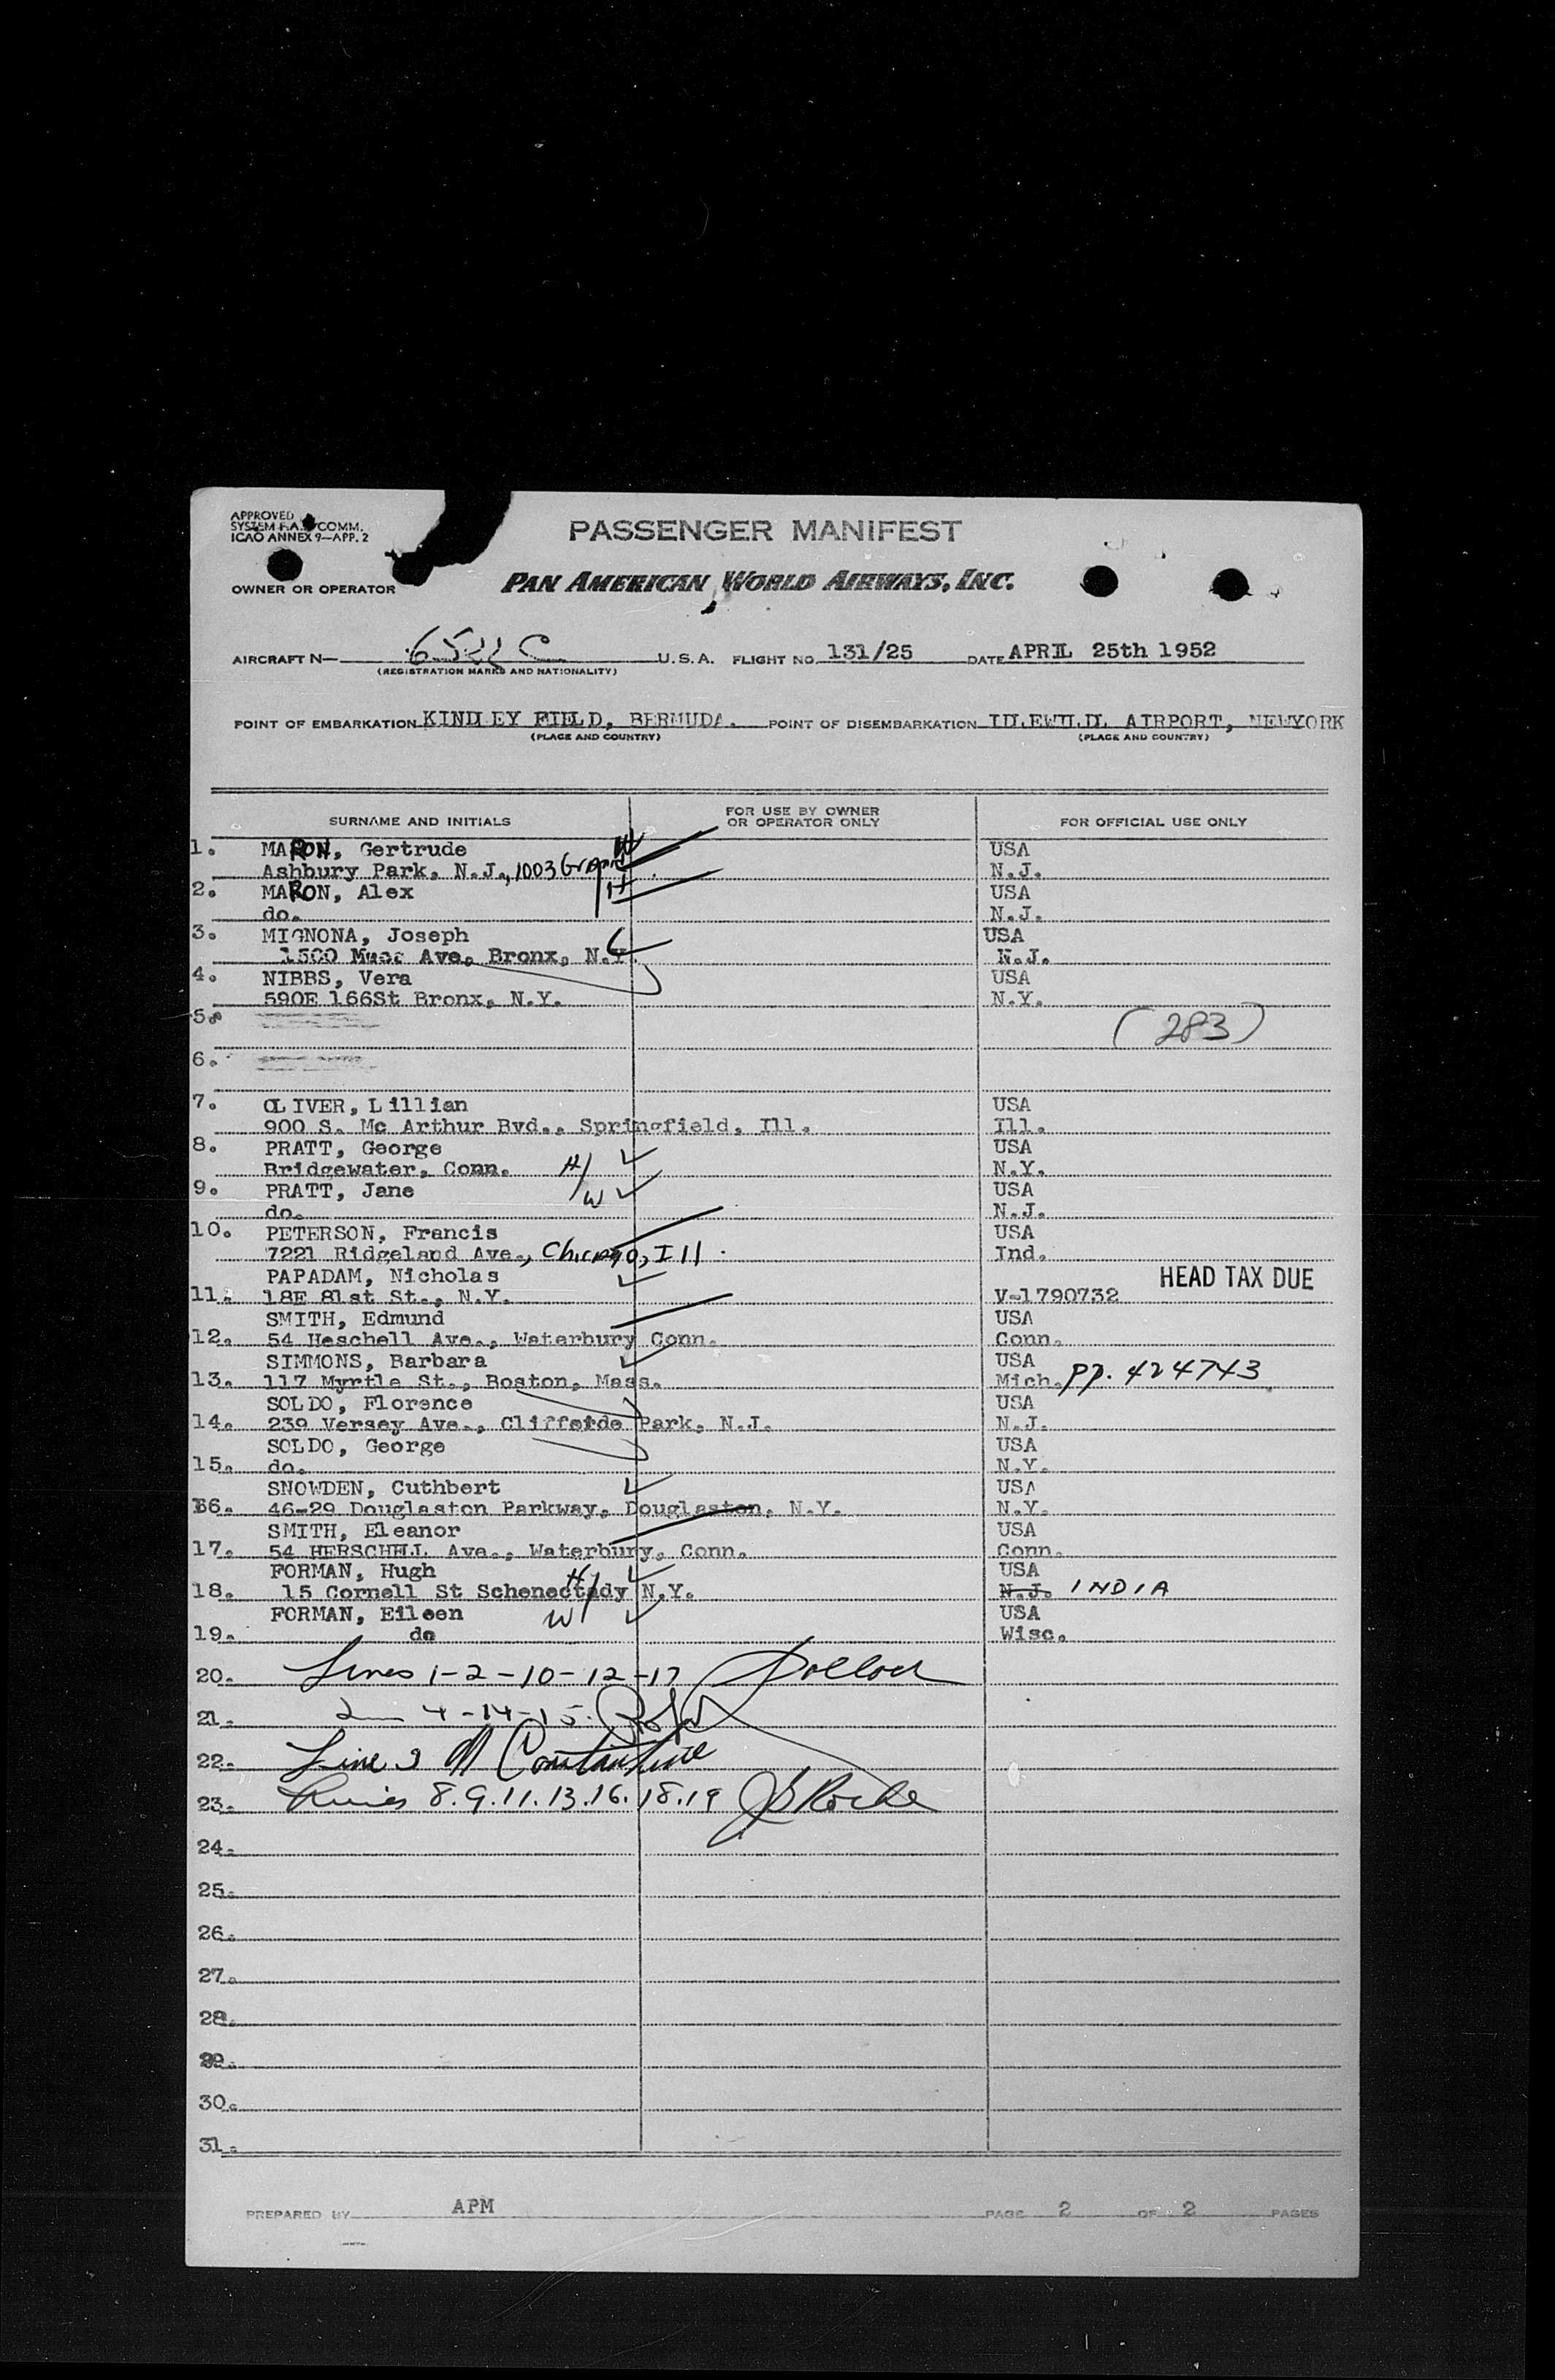 APPROVED
SYSTEM F.A. COMM.
ICAO ANNEX 9—APP. 2
PASSENGER MANIFEST
OWNER OR OPERATOR PAN AMERICAN WORLD AIRWAYS, INC.
AIRCRAFT N— 6522 C U.S.A. FLIGHT NO. 131/25 DATE APRIL 25th 1952
(REGISTRATION MARKS AND NATIONALITY)
POINT OF EMBARKATION KINDLEY FIELD, BERMUDA. POINT OF DISEMBARKATION IDLEWILD AIRPORT, NEWYORK
(PLACE AND COUNTRY) (PLACE AND COUNTRY)
SURNAME AND INITIALS FOR USE BY OWNER OR OPERATOR ONLY FOR OFFICIAL USE ONLY
1. MARON, Gertrude W USA
Ashbury Park, N.J., 1003 Grand N.J.
2. MARON, Alex H USA
do. N.J.
3. MIGNONA, Joseph USA
1500 Ave, Bronx, N.Y. N.J.
4. NIBBS, Vera USA
590E 166St Bronx, N.Y. N.Y.
5. (283)
6.
7. OLIVER, Lillian USA
900 S. Mc Arthur Bvd., Springfield, Ill. Ill.
8. PRATT, George USA
Bridgewater, Conn. H/ N.Y.
9. PRATT, Jane W USA
do. N.J.
10. PETERSON, Francis USA
7221 Ridgeland Ave., Chicago, Ill. Ind.
PAPADAM, Nicholas HEAD TAX DUE
11. 18E 81st St., N.Y. V-1790732
SMITH, Edmund USA
12. 54 Heschell Ave., Waterbury Conn. Conn.
SIMMONS, Barbara USA
13. 117 Myrtle St., Boston, Mass. Mich. pp. 424743
SOLDO, Florence USA
14. 239 Versey Ave., Cliffside Park, N.J. N.J.
SOLDO, George USA
15. do. N.Y.
SNOWDEN, Cuthbert USA
16. 46-29 Douglaston Parkway, Douglaston, N.Y. N.Y.
SMITH, Eleanor USA
17. 54 HERSCHELL Ave., Waterbury, Conn. Conn.
FORMAN, Hugh H/ USA
18. 15 Cornell St Schenectady N.Y. N.J. INDIA
FORMAN, Eileen W USA
19. do Wisc.
20. Lines 1-2-10-12-17 Pollock
21. 4-14-15.
22. Line 3 M Constantine
23. Lines 8.9.11.13.16.18.19 JG Roche
24.
25.
26.
27.
28.
29.
30.
31.
PREPARED BY APM PAGE 2 OF 2 PAGES